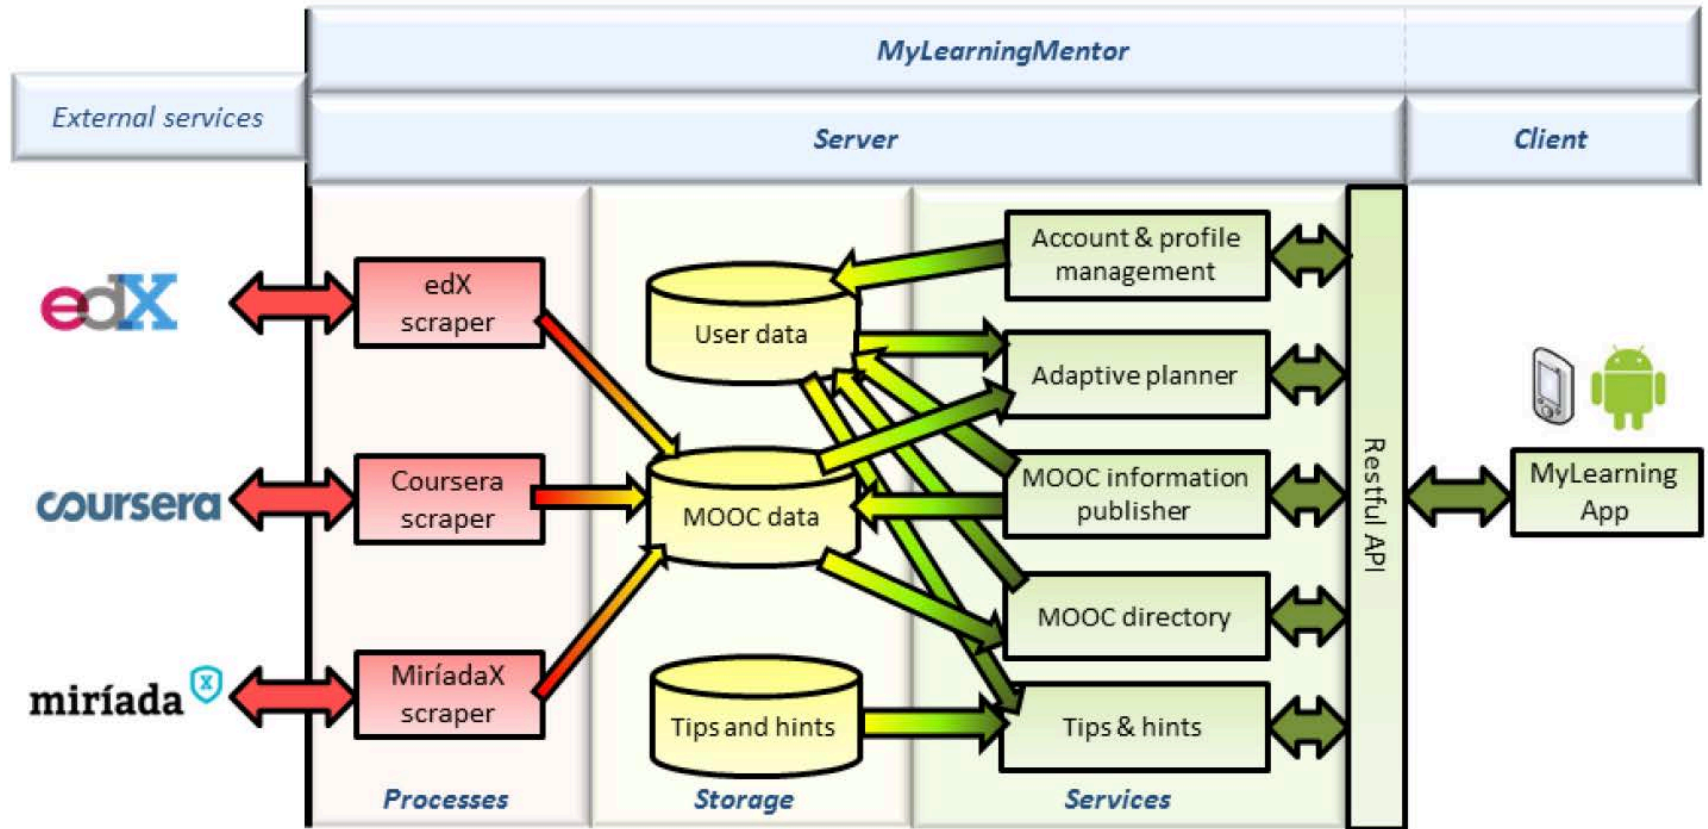 MyLearningMentor
External services
Server
Client
edX
edX
scraper
User data
Account & profile
management
Adaptive planner
coursera
Coursera
scraper
MOOC data
MOOC information
publisher
MOOC directory
miríada X
MiríadaX
scraper
Tips and hints
Tips & hints
Restful API
MyLearning
App
Processes
Storage
Services